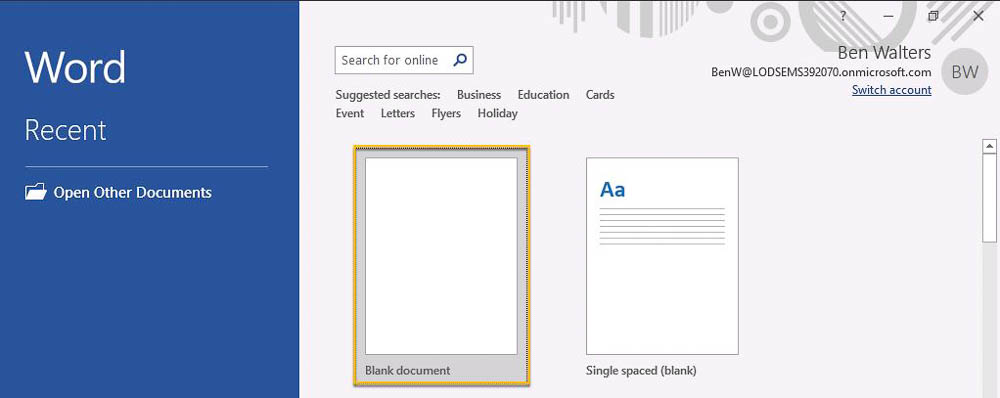 ?
Word
Ben Walters
Search for online
BenW@LODSEMS392070.onmicrosoft.com
BW
Switch account
Suggested searches: Business Education Cards
Event Letters Flyers Holiday
Recent
Open Other Documents
Aa
Blank document
Single spaced (blank)